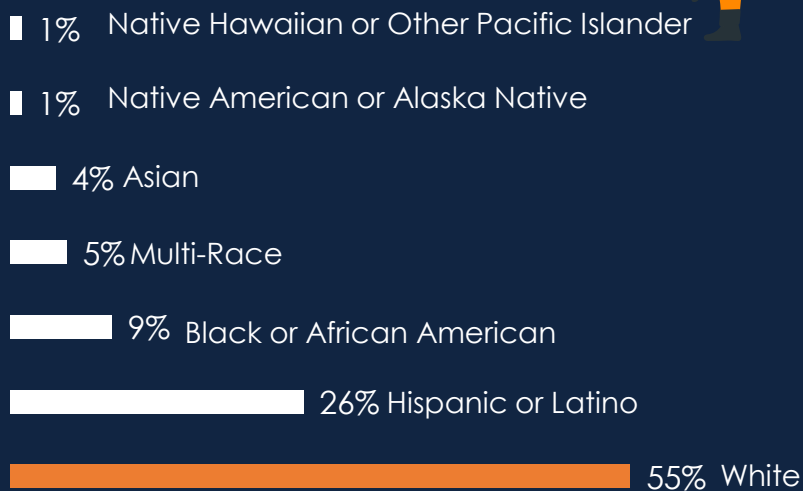 1% Native Hawaiian or Other Pacific Islander
1% Native American or Alaska Native
4% Asian
5% Multi-Race
9% Black or African American
26% Hispanic or Latino
55% White